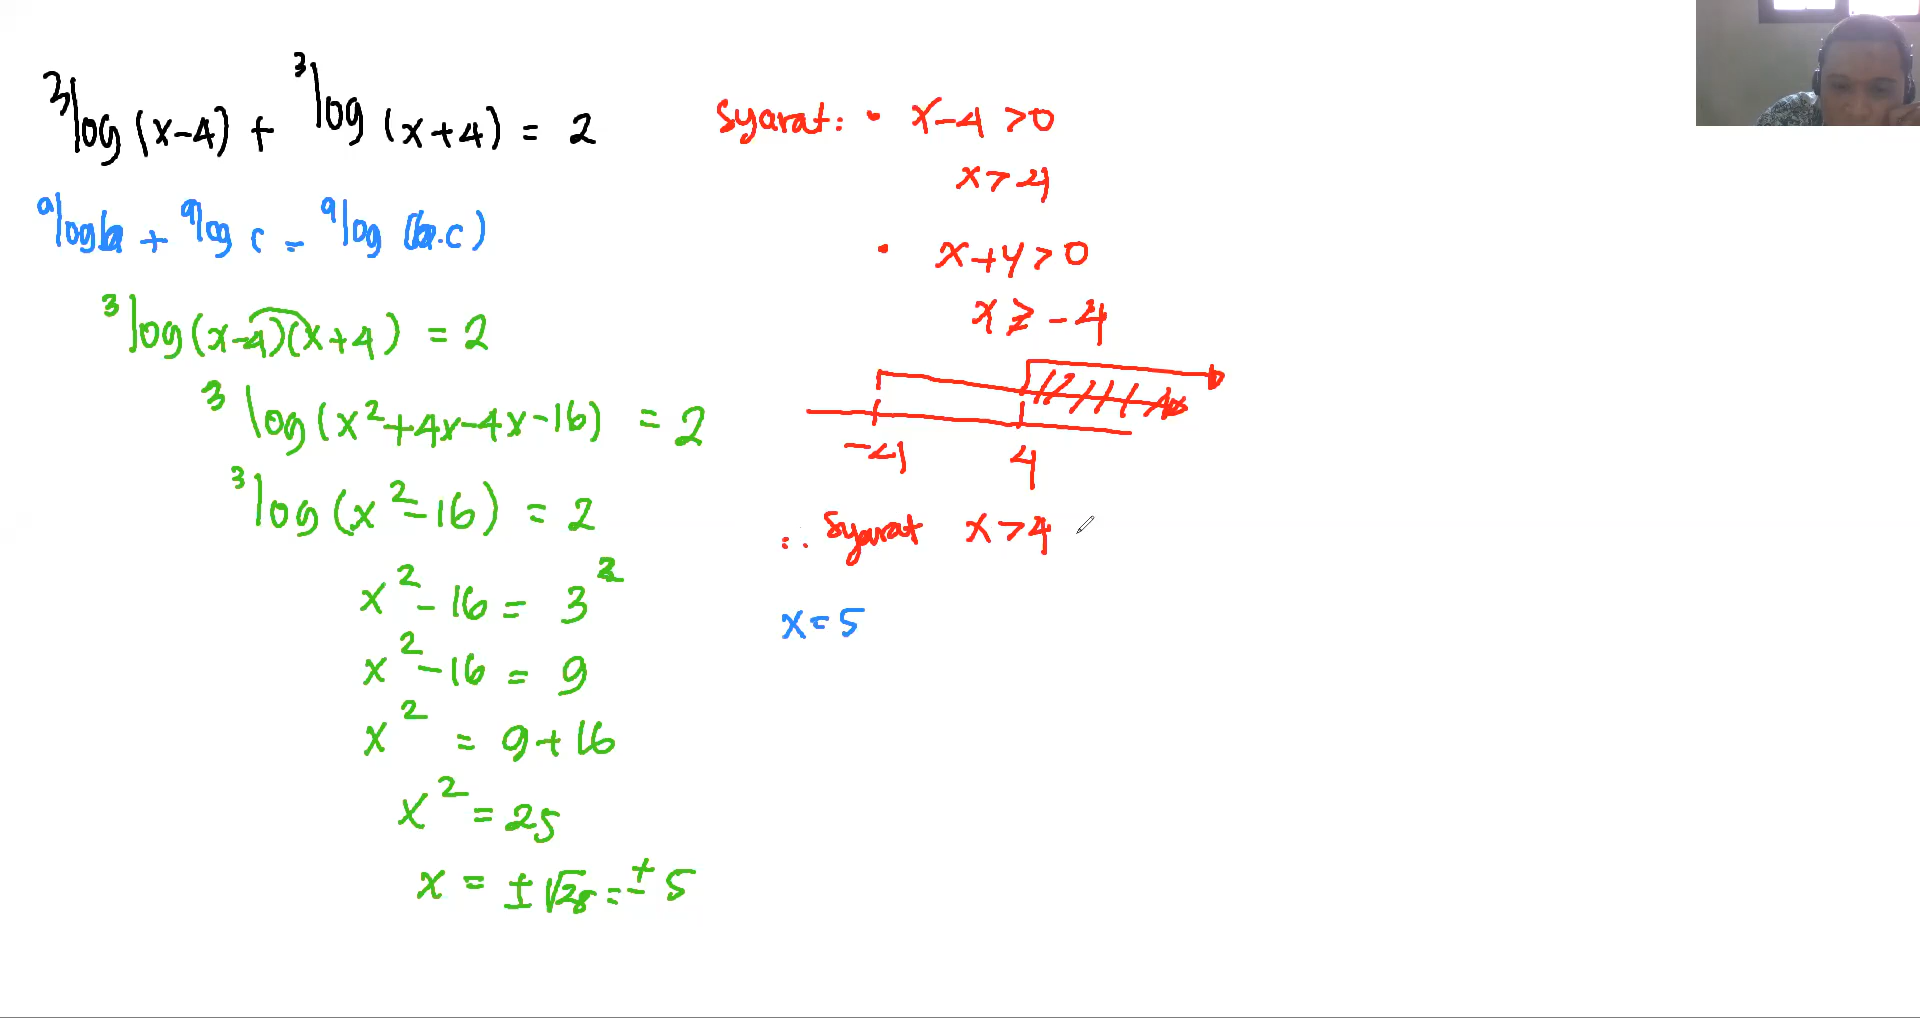 ³log(x-4) + ³log(x+4) = 2
ᵃlog b + ᵃlog c = ᵃlog (b.c)
³log(x-4)(x+4) = 2
³log(x²+4x-4x-16) = 2
³log(x²-16) = 2
x²-16 = 3²
x²-16 = 9
x² = 9+16
x² = 25
x = ±√25 = ±5
Syarat: • x-4 >0
x>4
• x+4>0
x > -4
-4 4
∴ Syarat x>4
x=5